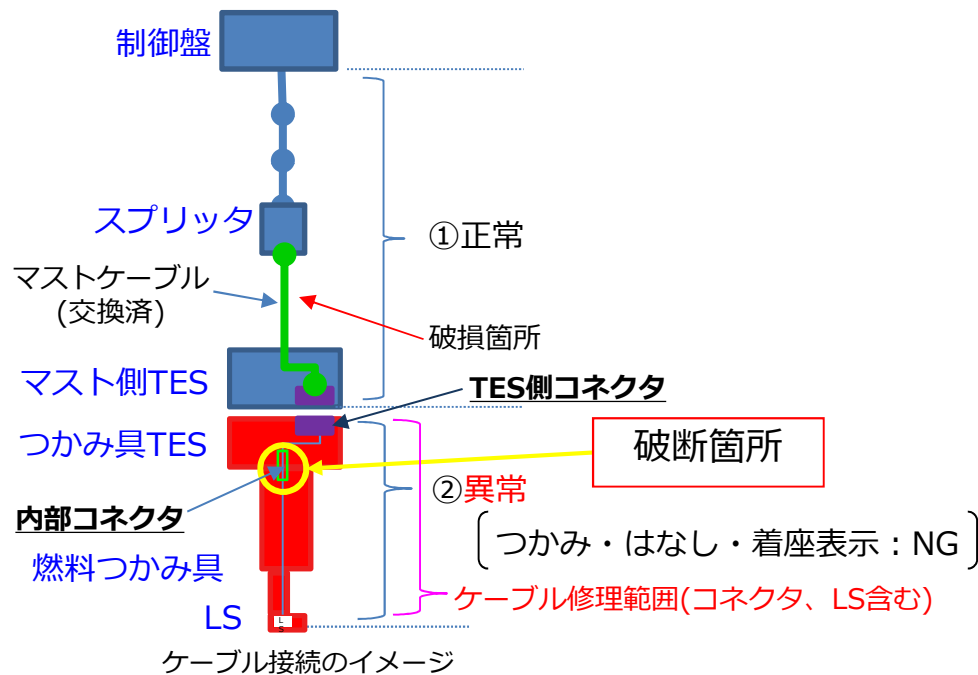 制御盤
スプリッタ
①正常
マストケーブル
(交換済)
破損箇所
マスト側TES
TES側コネクタ
つかみ具TES
破断箇所
②異常
内部コネクタ
つかみ・はなし・着座表示：NG
燃料つかみ具
ケーブル修理範囲(コネクタ、LS含む)
LS
L
S
ケーブル接続のイメージ